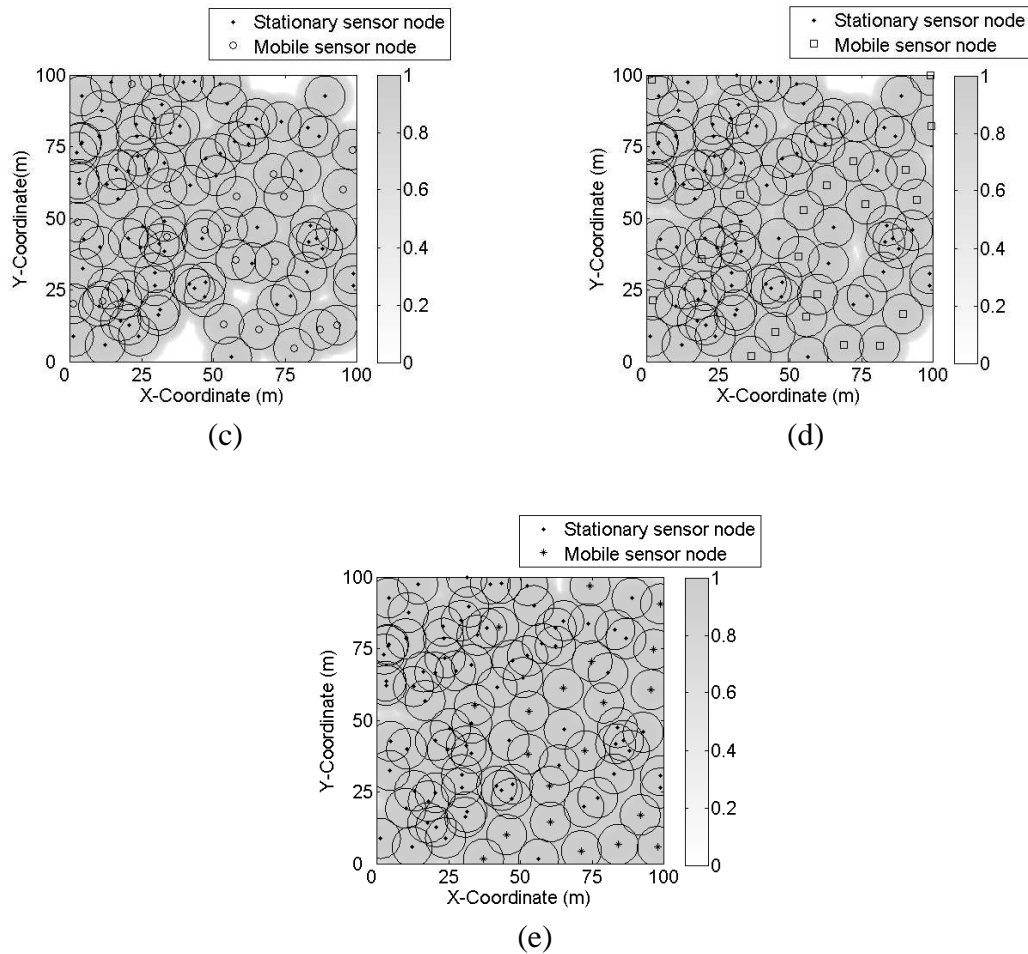 Stationary sensor node
Mobile sensor node
100
75
50
25
0
0 25 50 75 100
Y-Coordinate(m)
X-Coordinate (m)
1
0.8
0.6
0.4
0.2
0
(c)
Stationary sensor node
Mobile sensor node
100
75
50
25
0
0 25 50 75 100
Y-Coordinate (m)
X-Coordinate (m)
1
0.8
0.6
0.4
0.2
0
(d)
Stationary sensor node
Mobile sensor node
100
75
50
25
0
0 25 50 75 100
Y-Coordinate (m)
X-Coordinate (m)
1
0.8
0.6
0.4
0.2
0
(e)